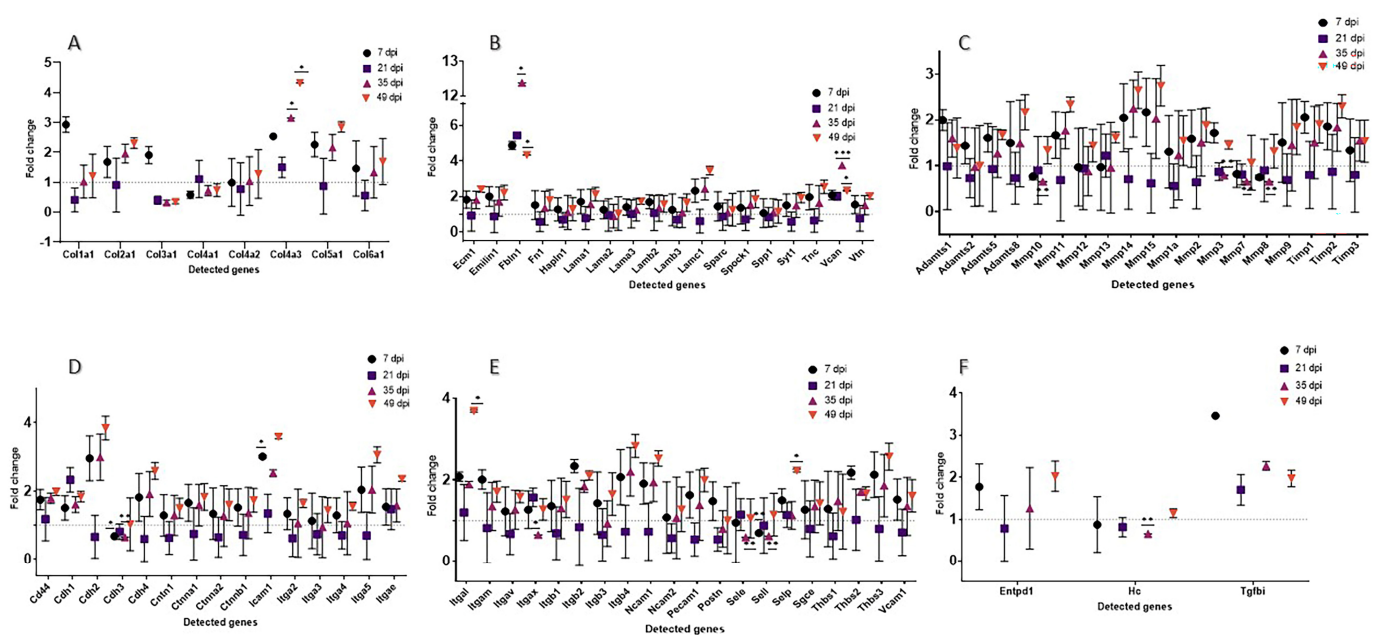 A
7 dpi
21 dpi
35 dpi
49 dpi
Fold change
5
4
3
2
1
0
-1
Col1a1 Col2a1 Col3a1 Col4a1 Col4a2 Col4a3 Col5a1 Col6a1
Detected genes
B
7 dpi
21 dpi
35 dpi
49 dpi
Fold change
13
12
6
4
2
0
Ecm1 Emilin1 Fbln1 Fn1 Hapln1 Lama1 Lama2 Lama3 Lamb2 Lamb3 Lamc1 Sparc Spock1 Spp1 Syt1 Tnc Vcan Vtn
Detected genes
C
7 dpi
21 dpi
35 dpi
49 dpi
Fold change
3
2
1
0
Adamts1 Adamts2 Adamts5 Adamts8 Mmp10 Mmp11 Mmp12 Mmp13 Mmp14 Mmp15 Mmp1a Mmp2 Mmp3 Mmp7 Mmp8 Mmp9 Timp1 Timp2 Timp3
Detected genes
D
7 dpi
21 dpi
35 dpi
49 dpi
Fold change
4
2
0
Cd44 Cdh1 Cdh2 Cdh3 Cdh4 Cntn1 Ctnna1 Ctnna2 Ctnnb1 Icam1 Itga2 Itga3 Itga4 Itga5 Itgae
Detected genes
E
7 dpi
21 dpi
35 dpi
49 dpi
Fold change
4
2
0
Itgal Itgam Itgav Itgax Itgb1 Itgb2 Itgb3 Itgb4 Ncam1 Ncam2 Pecam1 Postn Sele Sell Selp Sgce Thbs1 Thbs2 Thbs3 Vcam1
Detected genes
F
7 dpi
21 dpi
35 dpi
49 dpi
Fold change
4
3
2
1
0
Entpd1 Hc Tgfbi
Detected genes